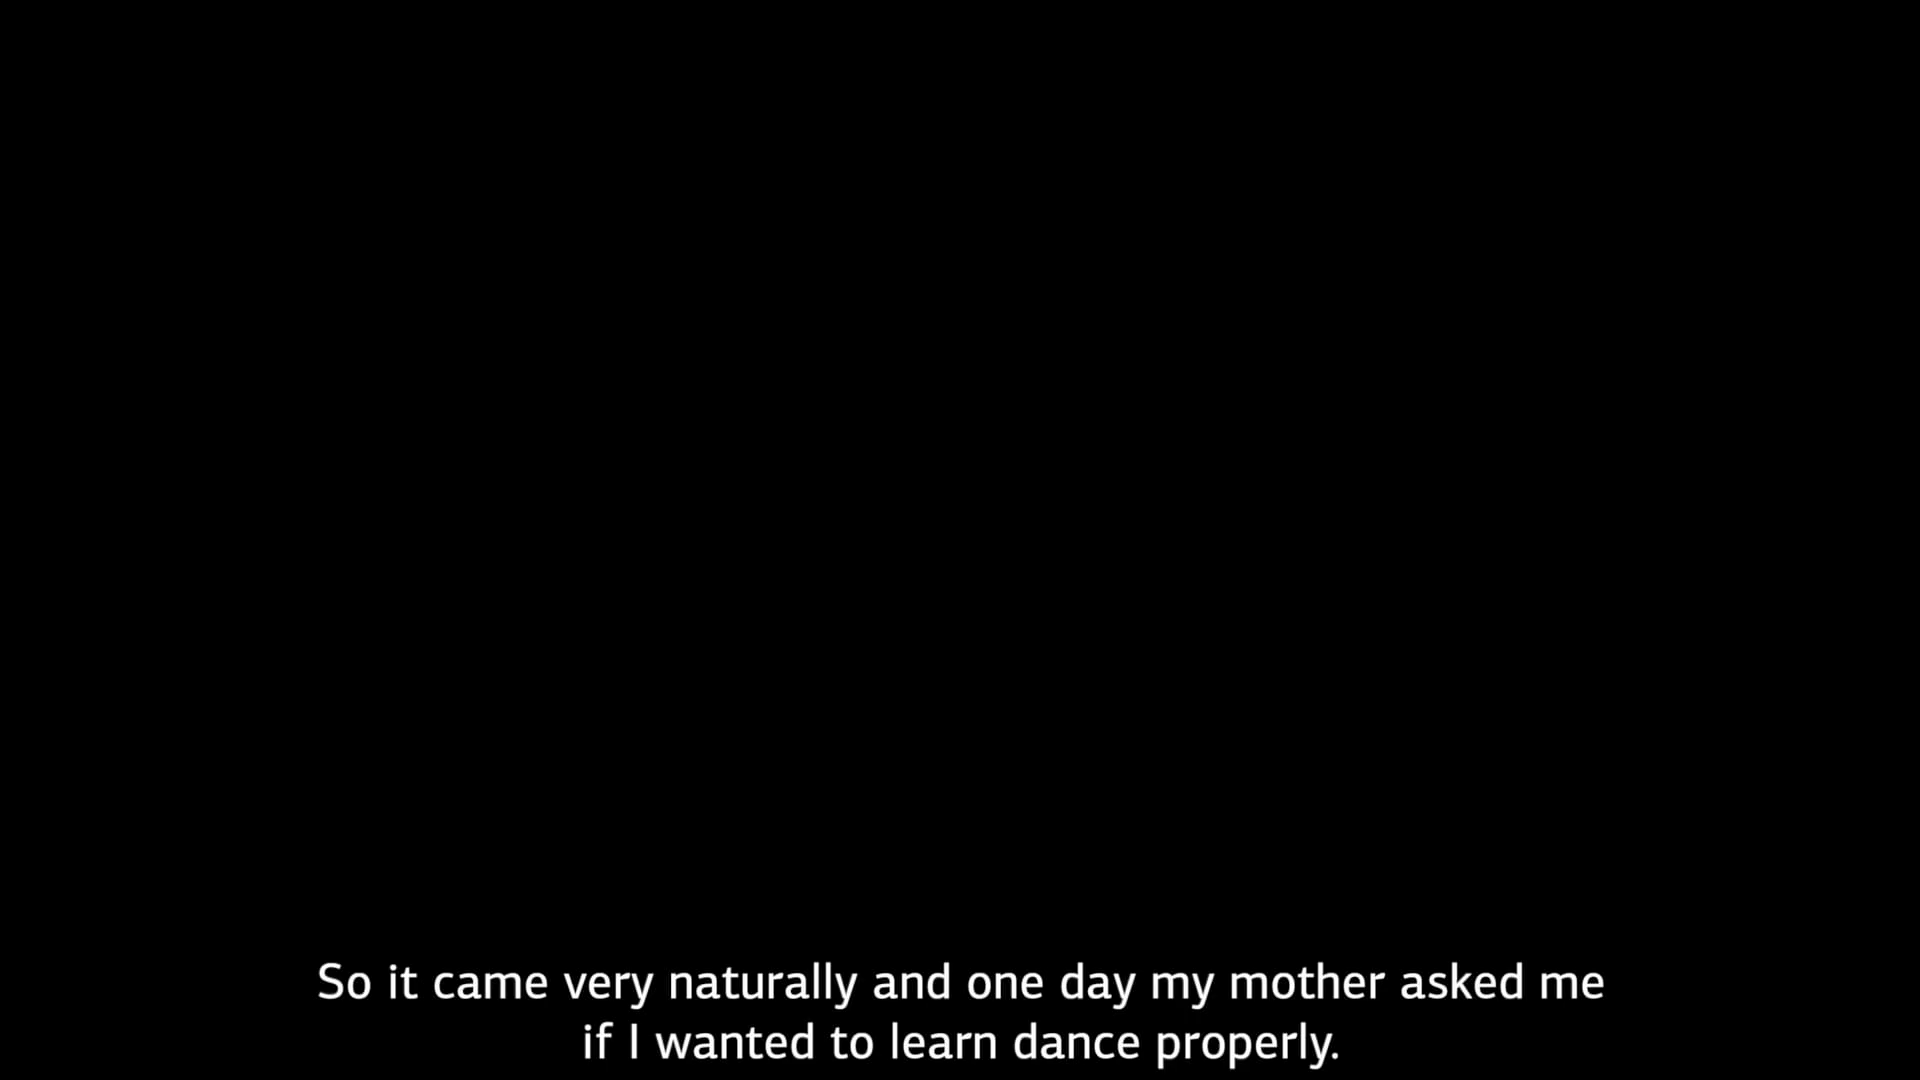 So it came very naturally and one day my mother asked me
if I wanted to learn dance properly.